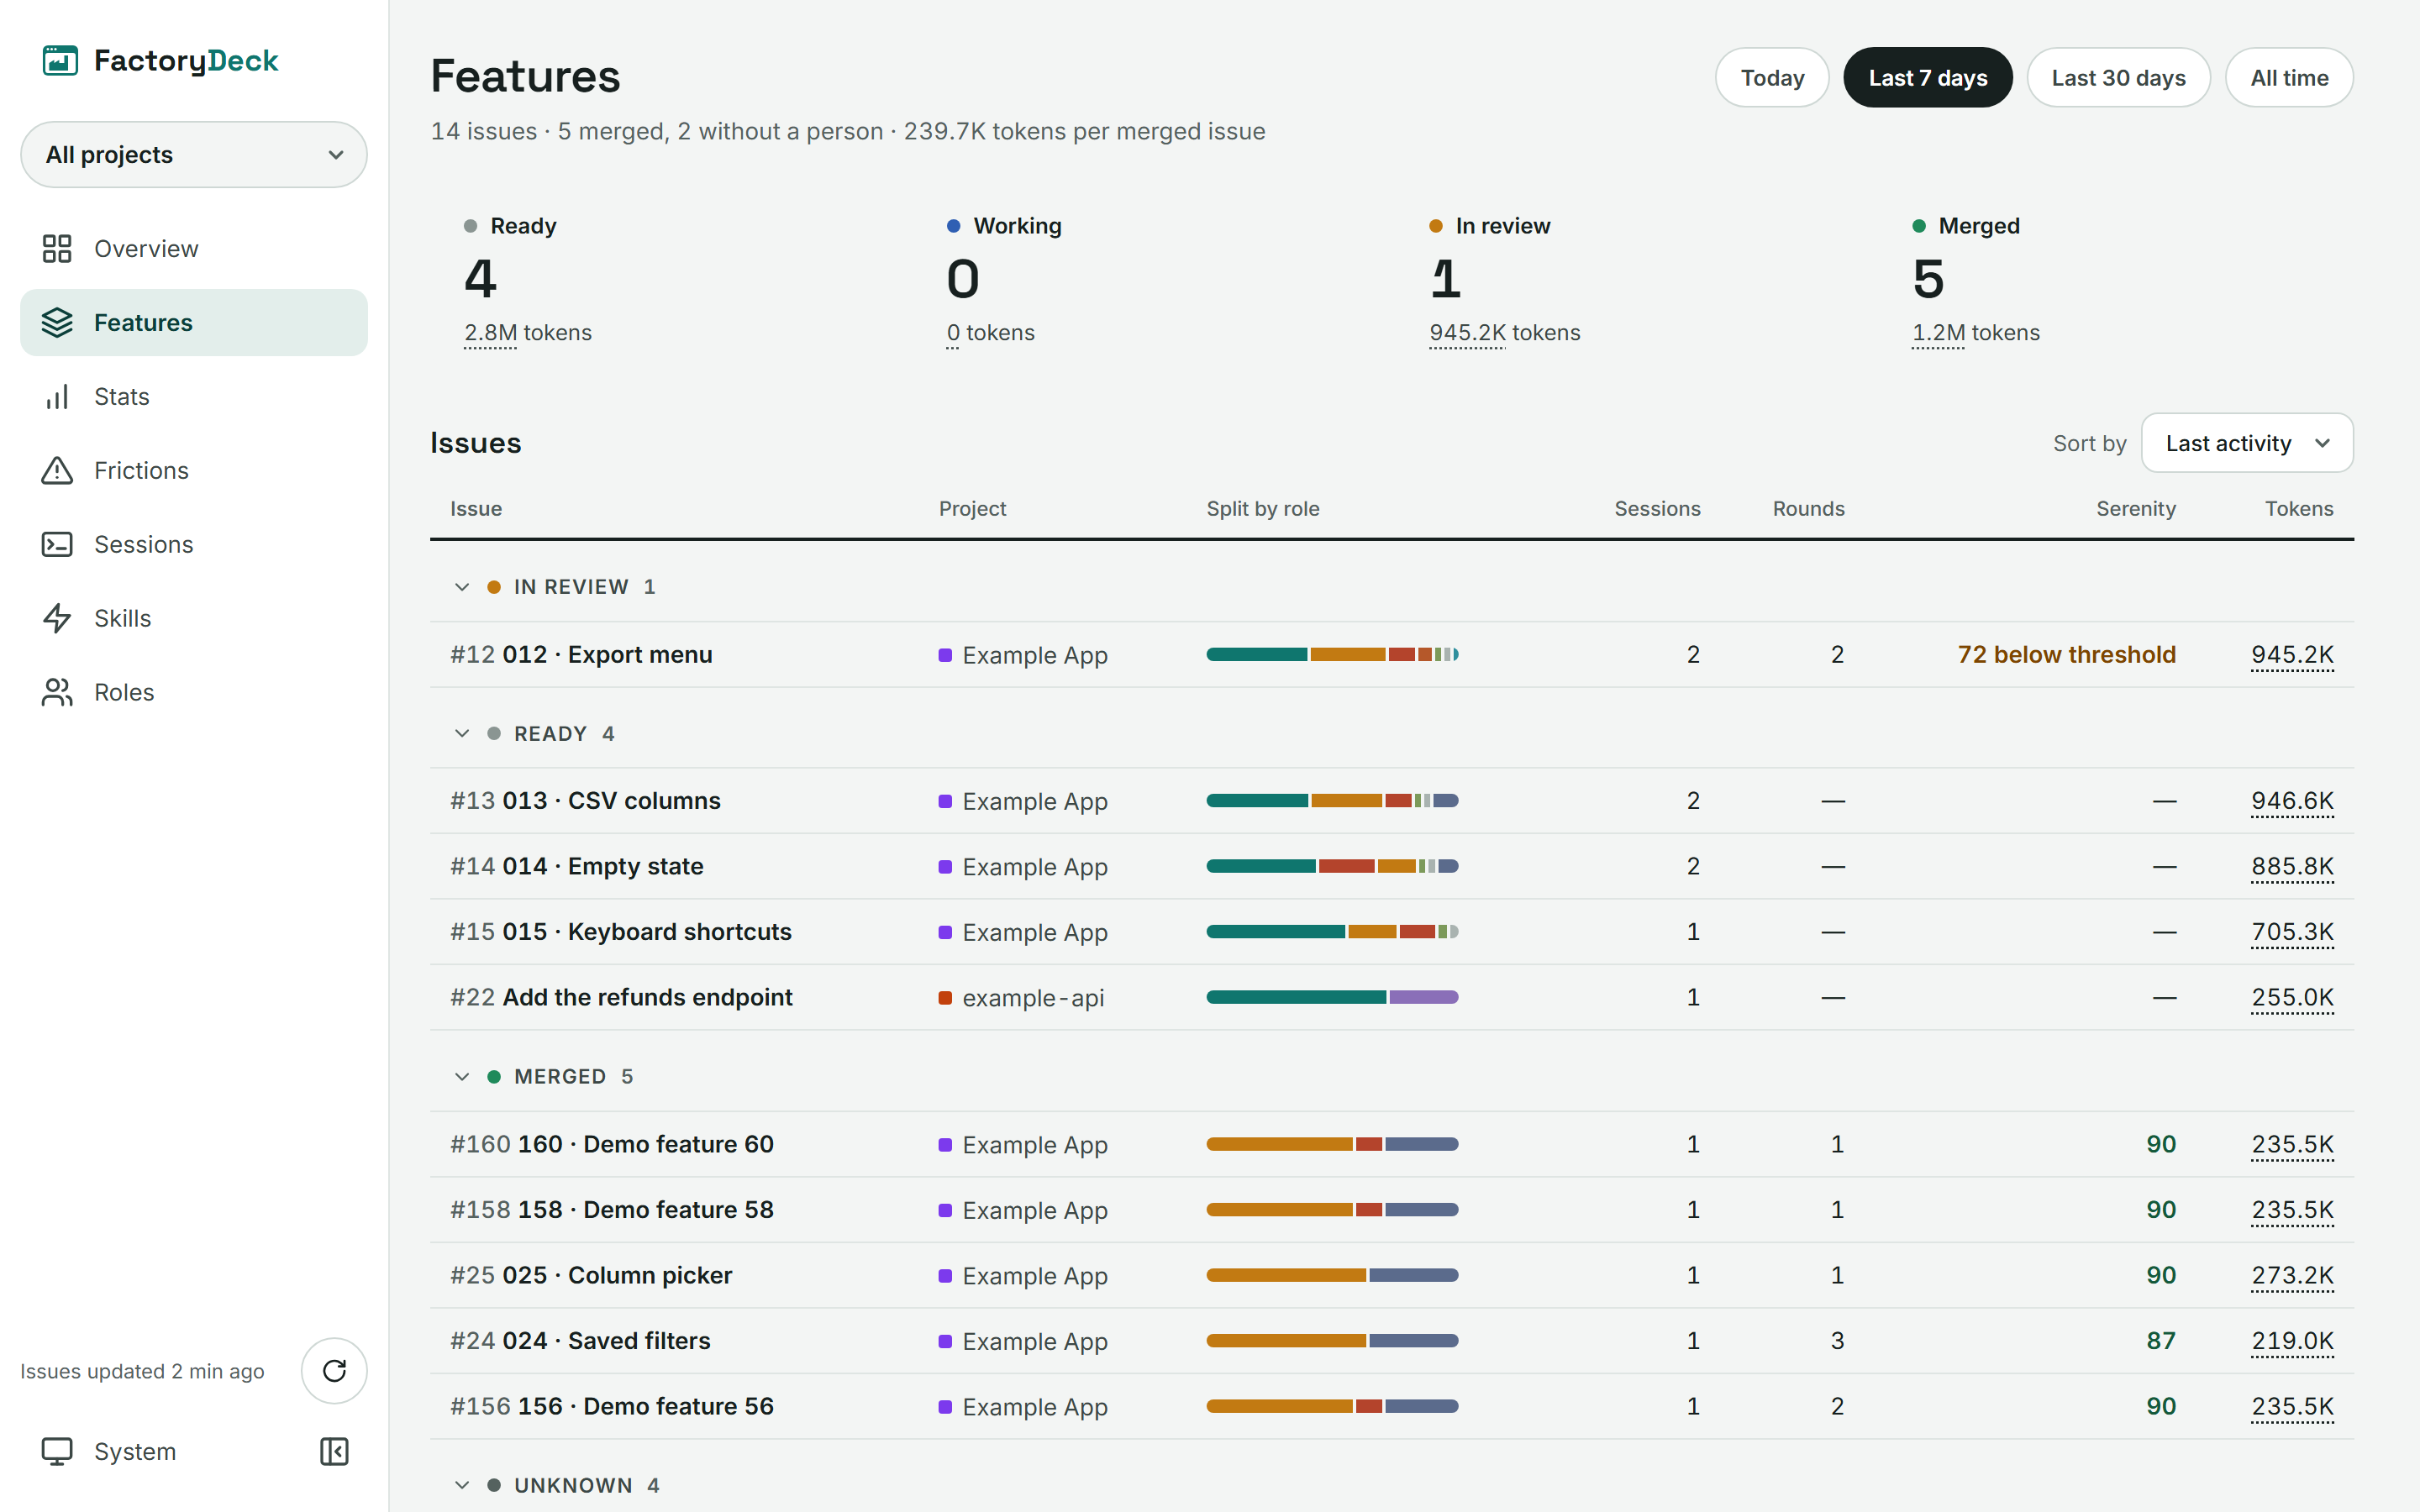 FactoryDeck
All projects
Overview
Features
Stats
Frictions
Sessions
Skills
Roles
Issues updated 2 min ago
System
Features
14 issues · 5 merged, 2 without a person · 239.7K tokens per merged issue
Today
Last 7 days
Last 30 days
All time
Ready
4
2.8M tokens
Working
0
0 tokens
In review
1
945.2K tokens
Merged
5
1.2M tokens
Issues
Sort by Last activity
Issue Project Split by role Sessions Rounds Serenity Tokens
IN REVIEW 1
#12 012 · Export menu Example App 2 2 72 below threshold 945.2K
READY 4
#13 013 · CSV columns Example App 2 — — 946.6K
#14 014 · Empty state Example App 2 — — 885.8K
#15 015 · Keyboard shortcuts Example App 1 — — 705.3K
#22 Add the refunds endpoint example-api 1 — — 255.0K
MERGED 5
#160 160 · Demo feature 60 Example App 1 1 90 235.5K
#158 158 · Demo feature 58 Example App 1 1 90 235.5K
#25 025 · Column picker Example App 1 1 90 273.2K
#24 024 · Saved filters Example App 1 3 87 219.0K
#156 156 · Demo feature 56 Example App 1 2 90 235.5K
UNKNOWN 4